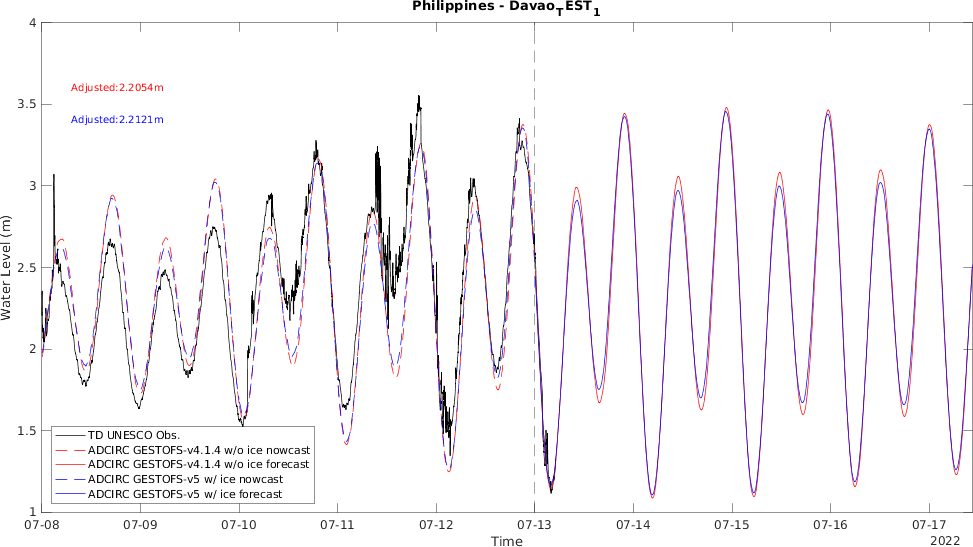 Philippines - Davao_TEST_1
4
3.5
3
2.5
2
1.5
1
Water Level (m)
Adjusted:2.2054m
Adjusted:2.2121m
TD UNESCO Obs.
ADCIRC GESTOFS-v4.1.4 w/o ice nowcast
ADCIRC GESTOFS-v4.1.4 w/o ice forecast
ADCIRC GESTOFS-v5 w/ ice nowcast
ADCIRC GESTOFS-v5 w/ ice forecast
07-08 07-09 07-10 07-11 07-12 07-13 07-14 07-15 07-16 07-17
Time
2022